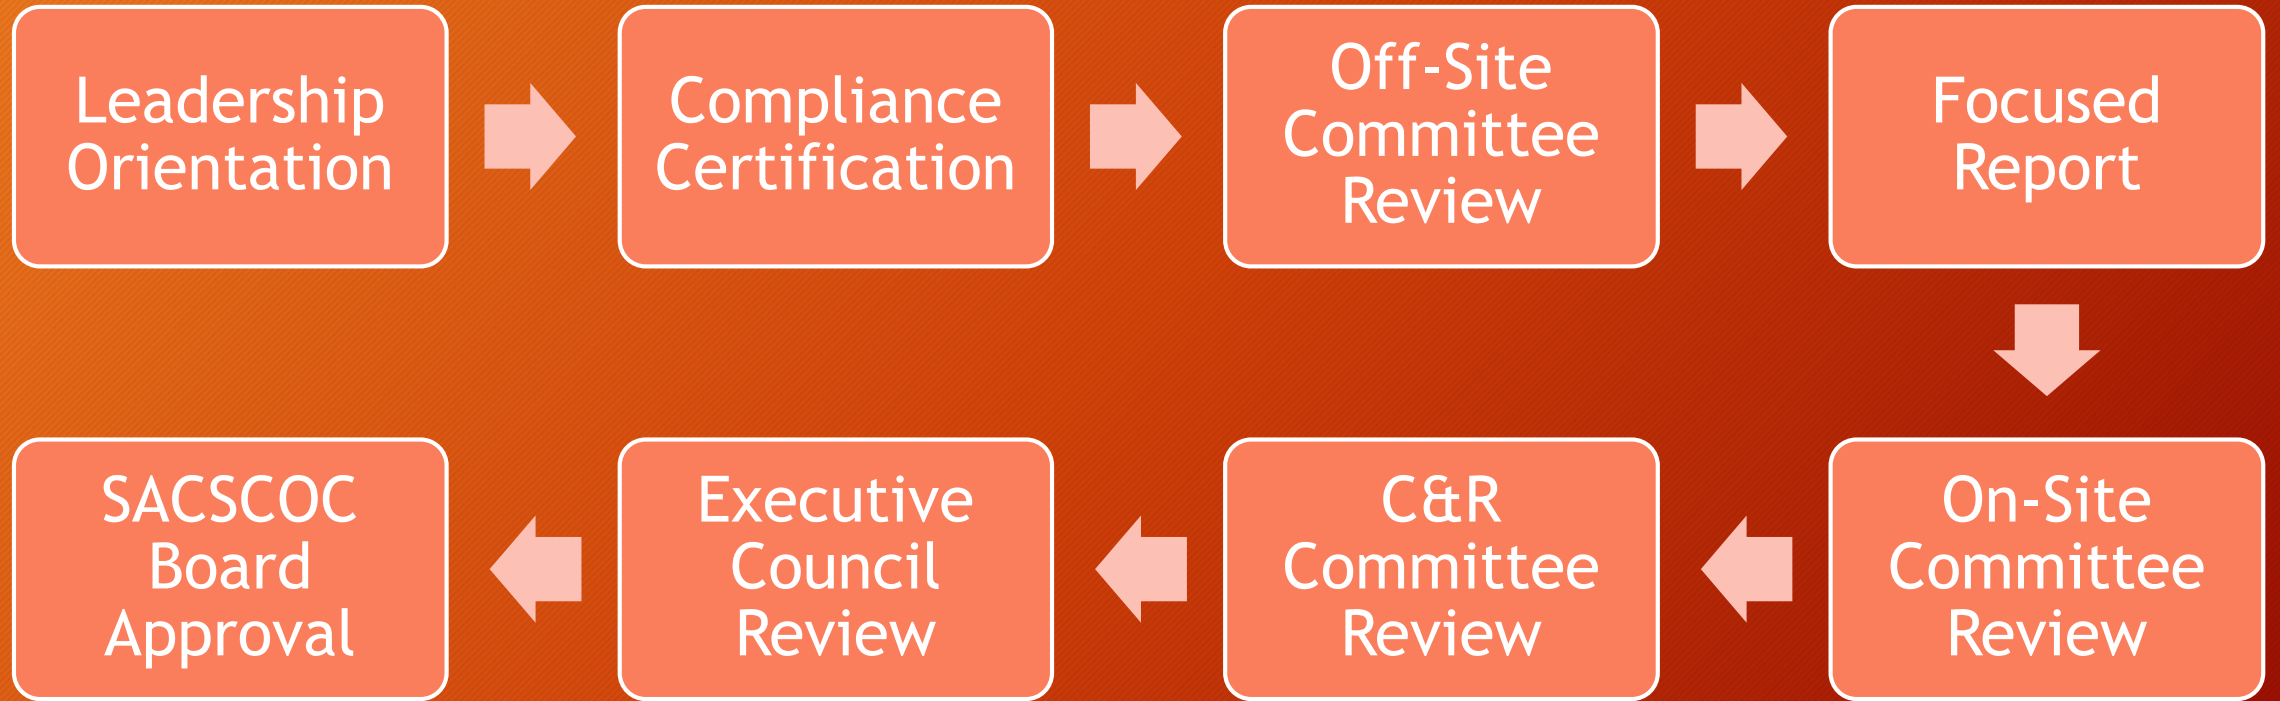 Leadership
Orientation
Compliance
Certification
Off-Site
Committee
Review
Focused
Report
On-Site
Committee
Review
C&R
Committee
Review
Executive
Council
Review
SACSCOC
Board
Approval